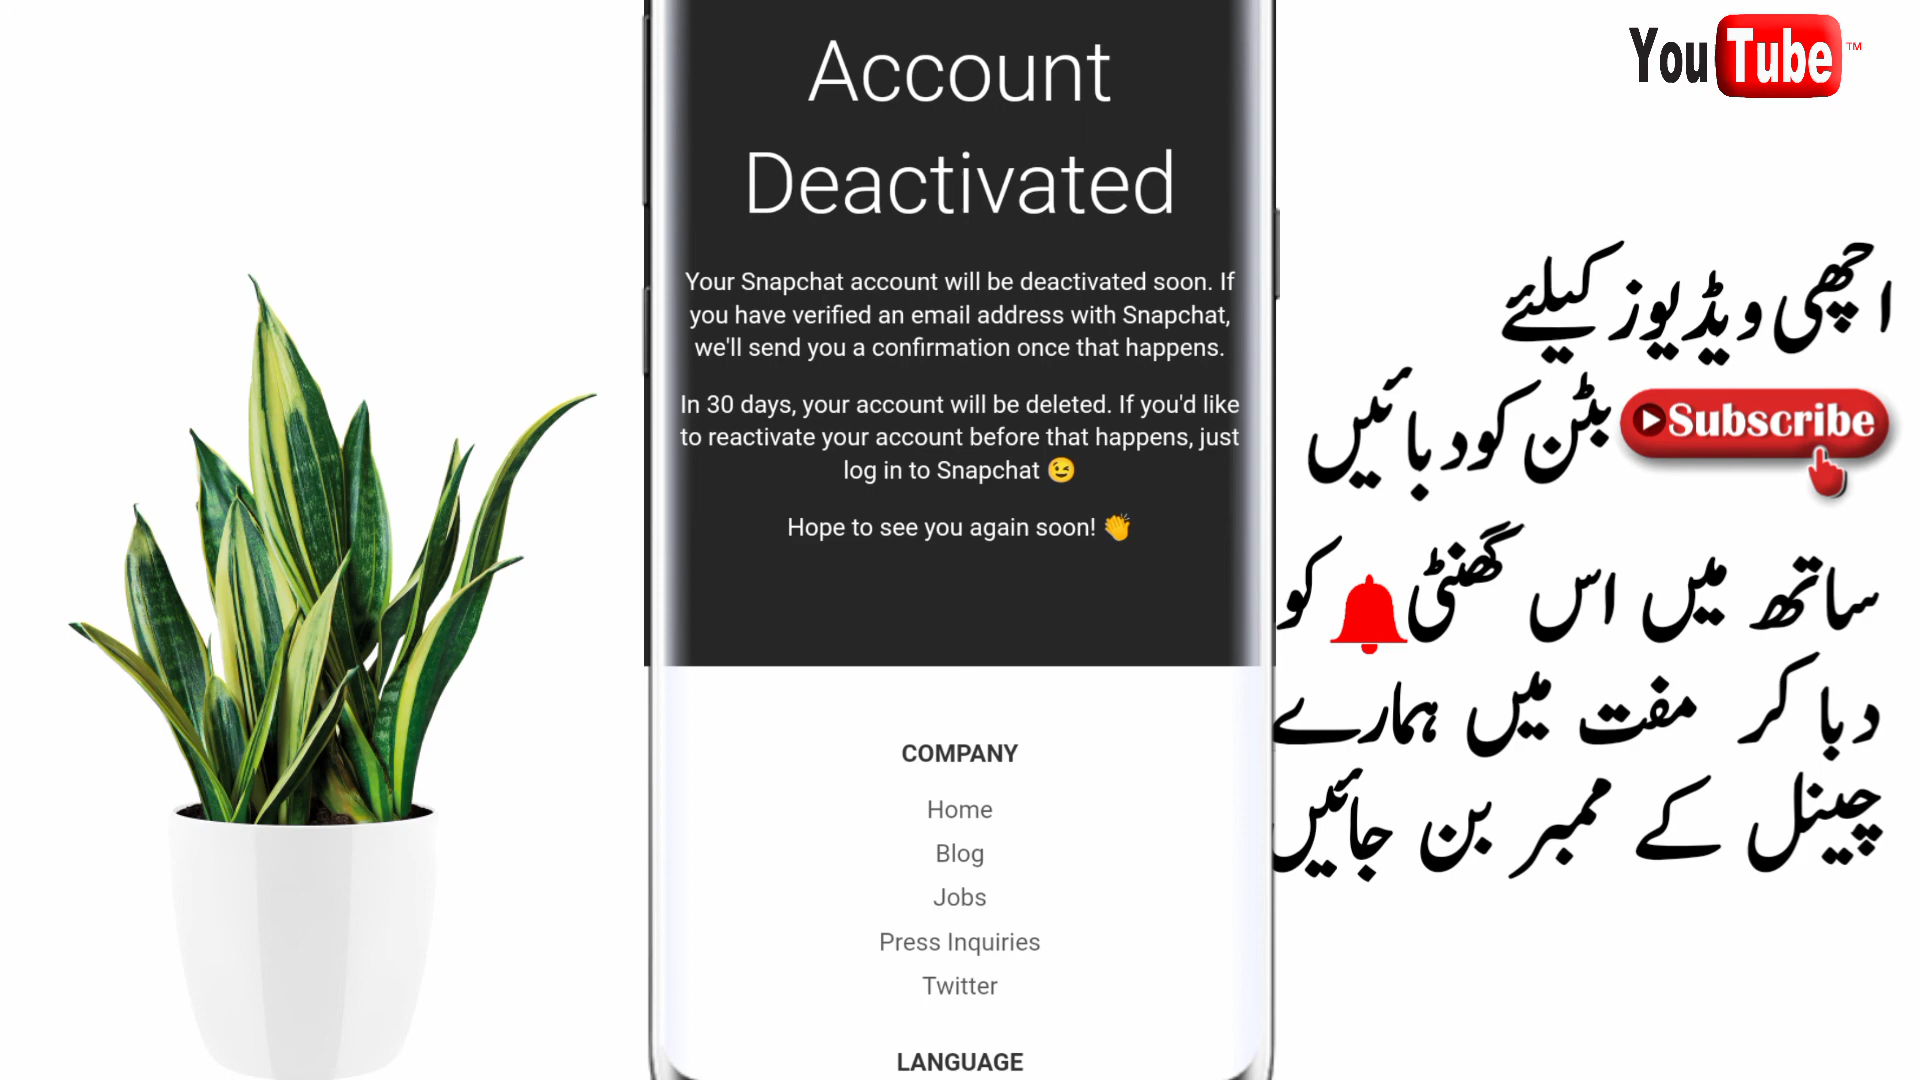 Account
Deactivated
Your Snapchat account will be deactivated soon. If
you have verified an email address with Snapchat,
we'll send you a confirmation once that happens.
In 30 days, your account will be deleted. If you'd like
to reactivate your account before that happens, just
log in to Snapchat 😉
Hope to see you again soon! 👏
COMPANY
Home
Blog
Jobs
Press Inquiries
Twitter
LANGUAGE
YouTube™
اچھی ویڈیوز کیلئے
Subscribe بٹن کو دبائیں
ساتھ میں اس گھنٹی کو
دبا کر مفت میں ہمارے
چینل کے ممبر بن جائیں